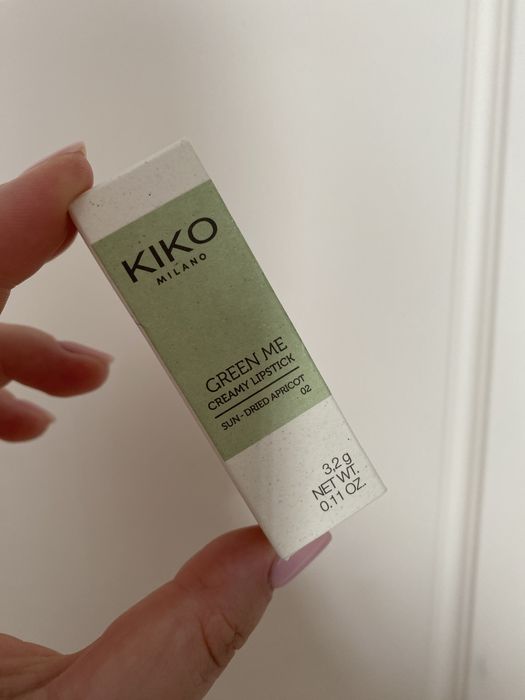 KIKO
MILANO
GREEN ME
CREAMY LIPSTICK
SUN-DRIED APRICOT
02
3,2 g
NET WT.
0.11 OZ.